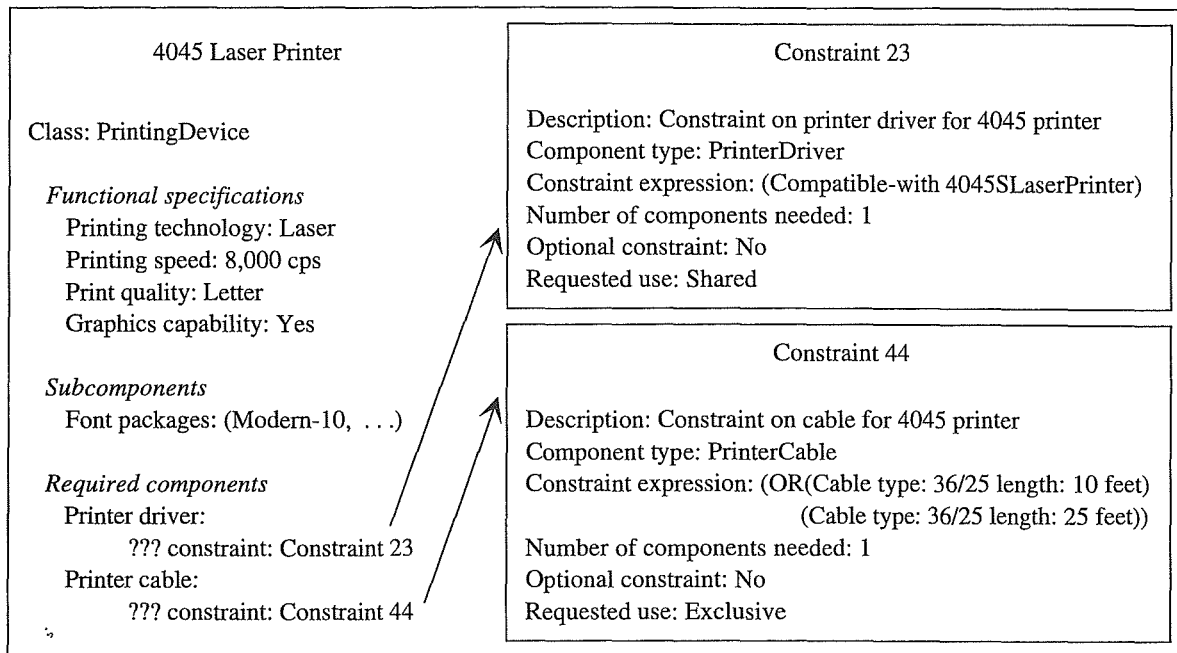 4045 Laser Printer
Class: PrintingDevice
Functional specifications
Printing technology: Laser
Printing speed: 8,000 cps
Print quality: Letter
Graphics capability: Yes
Subcomponents
Font packages: (Modern-10, . . .)
Required components
Printer driver:
??? constraint: Constraint 23
Printer cable:
??? constraint: Constraint 44
Constraint 23
Description: Constraint on printer driver for 4045 printer
Component type: PrinterDriver
Constraint expression: (Compatible-with 4045SLaserPrinter)
Number of components needed: 1
Optional constraint: No
Requested use: Shared
Constraint 44
Description: Constraint on cable for 4045 printer
Component type: PrinterCable
Constraint expression: (OR(Cable type: 36/25 length: 10 feet)
(Cable type: 36/25 length: 25 feet))
Number of components needed: 1
Optional constraint: No
Requested use: Exclusive